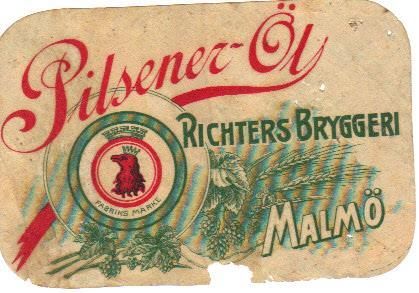 Pilsener-Öl
RICHTERS BRYGGERI
FABRIKS MÄRKE
MALMÖ